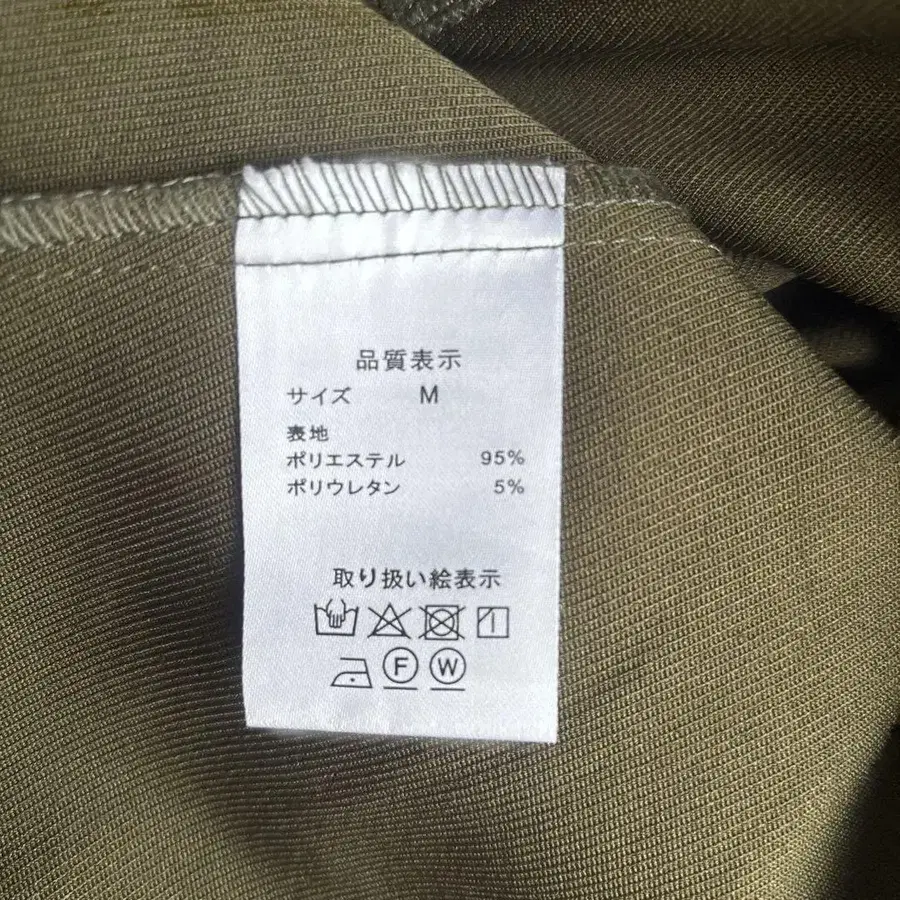 品質表示
サイズ M
表地
ポリエステル 95%
ポリウレタン 5%
取り扱い絵表示
F W